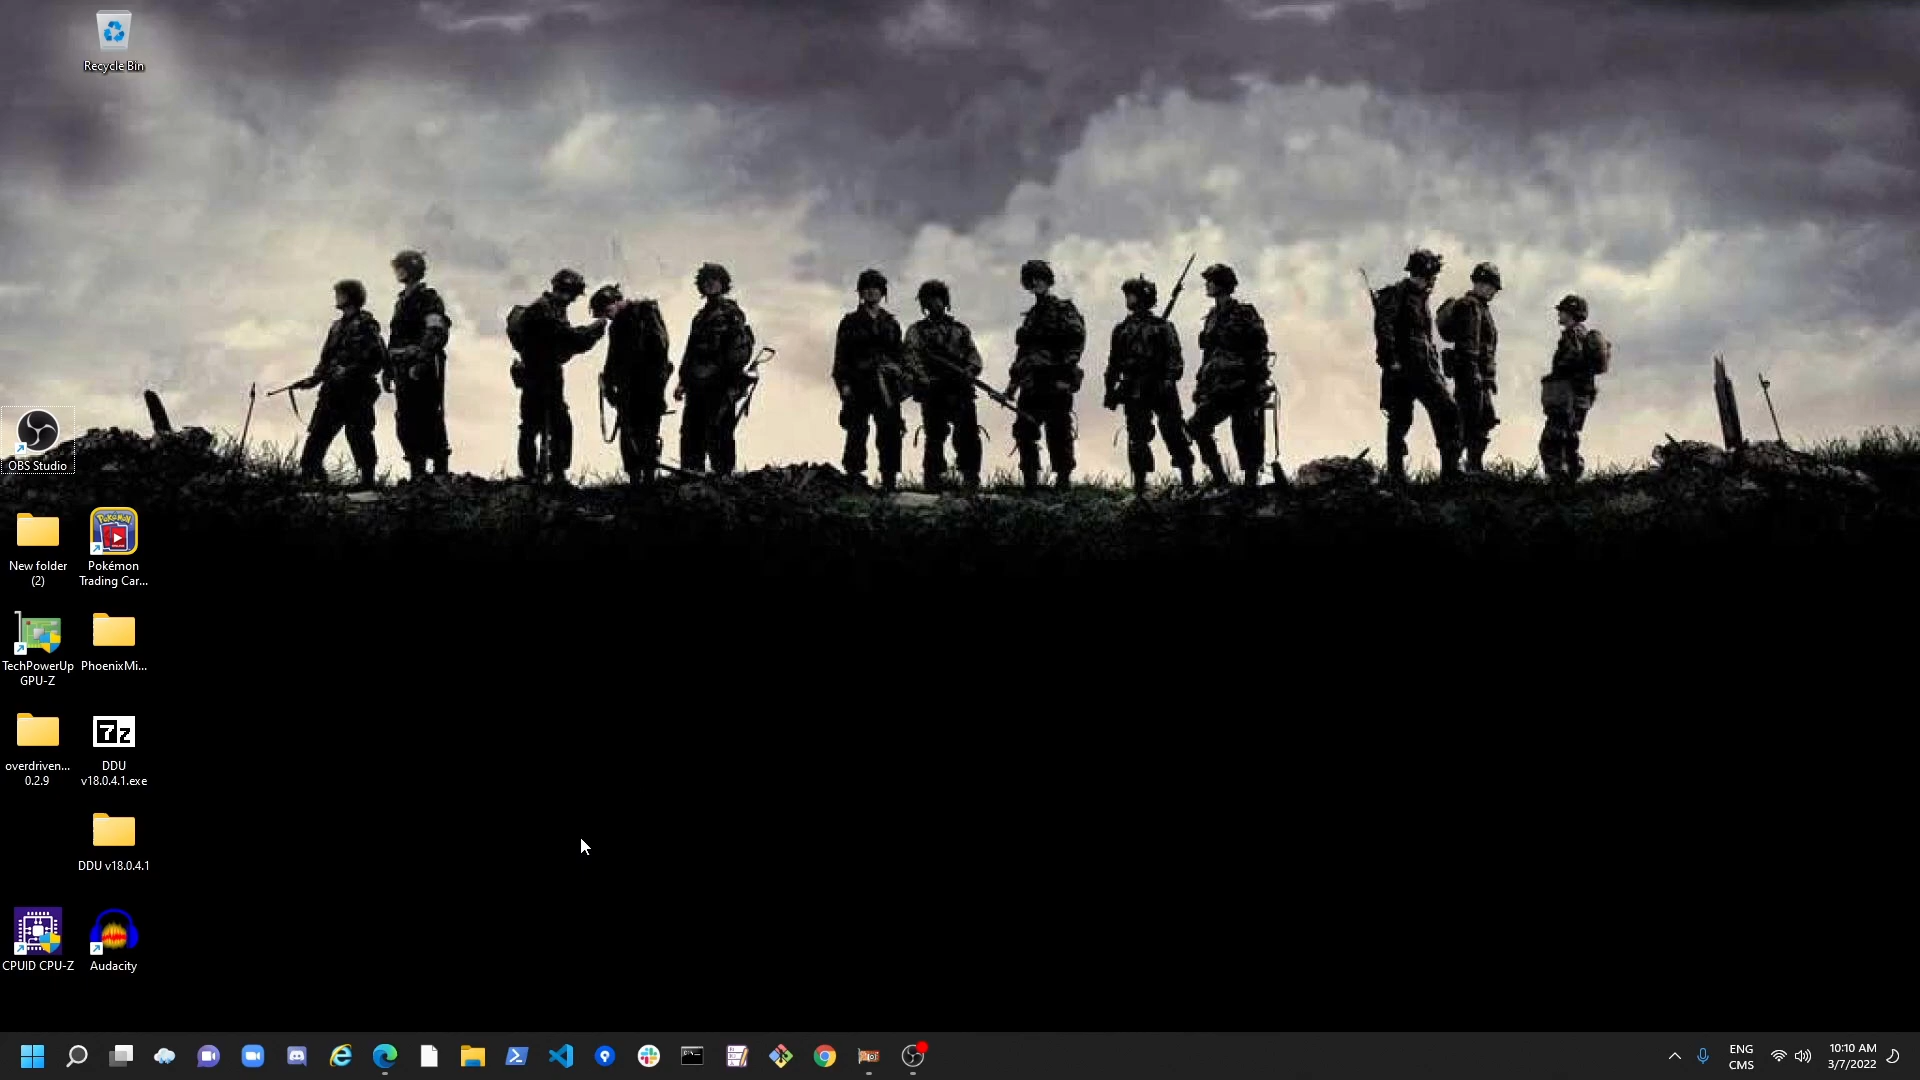 Recycle Bin
OBS Studio
New folder
(2)
Pokémon
Trading Car...
TechPowerUp
GPU-Z
PhoenixMi...
overdriven...
0.2.9
7z
DDU
v18.0.4.1.exe
DDU v18.0.4.1
CPUID CPU-Z
Audacity
ENG
CMS
10:10 AM
3/7/2022